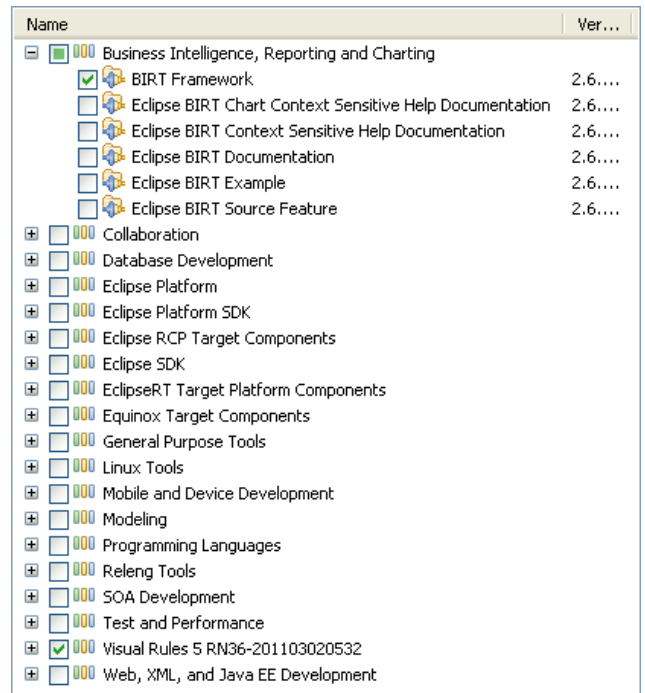 Name Ver...
Business Intelligence, Reporting and Charting
BIRT Framework 2.6....
Eclipse BIRT Chart Context Sensitive Help Documentation 2.6....
Eclipse BIRT Context Sensitive Help Documentation 2.6....
Eclipse BIRT Documentation 2.6....
Eclipse BIRT Example 2.6....
Eclipse BIRT Source Feature 2.6....
Collaboration
Database Development
Eclipse Platform
Eclipse Platform SDK
Eclipse RCP Target Components
Eclipse SDK
EclipseRT Target Platform Components
Equinox Target Components
General Purpose Tools
Linux Tools
Mobile and Device Development
Modeling
Programming Languages
Releng Tools
SOA Development
Test and Performance
Visual Rules 5 RN36-201103020532
Web, XML, and Java EE Development